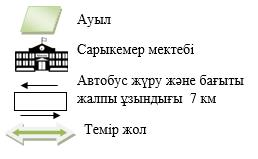 Ауыл
Сарыкемер мектебі
Автобус жүру және бағыты
жалпы ұзындығы 7 км
Темір жол